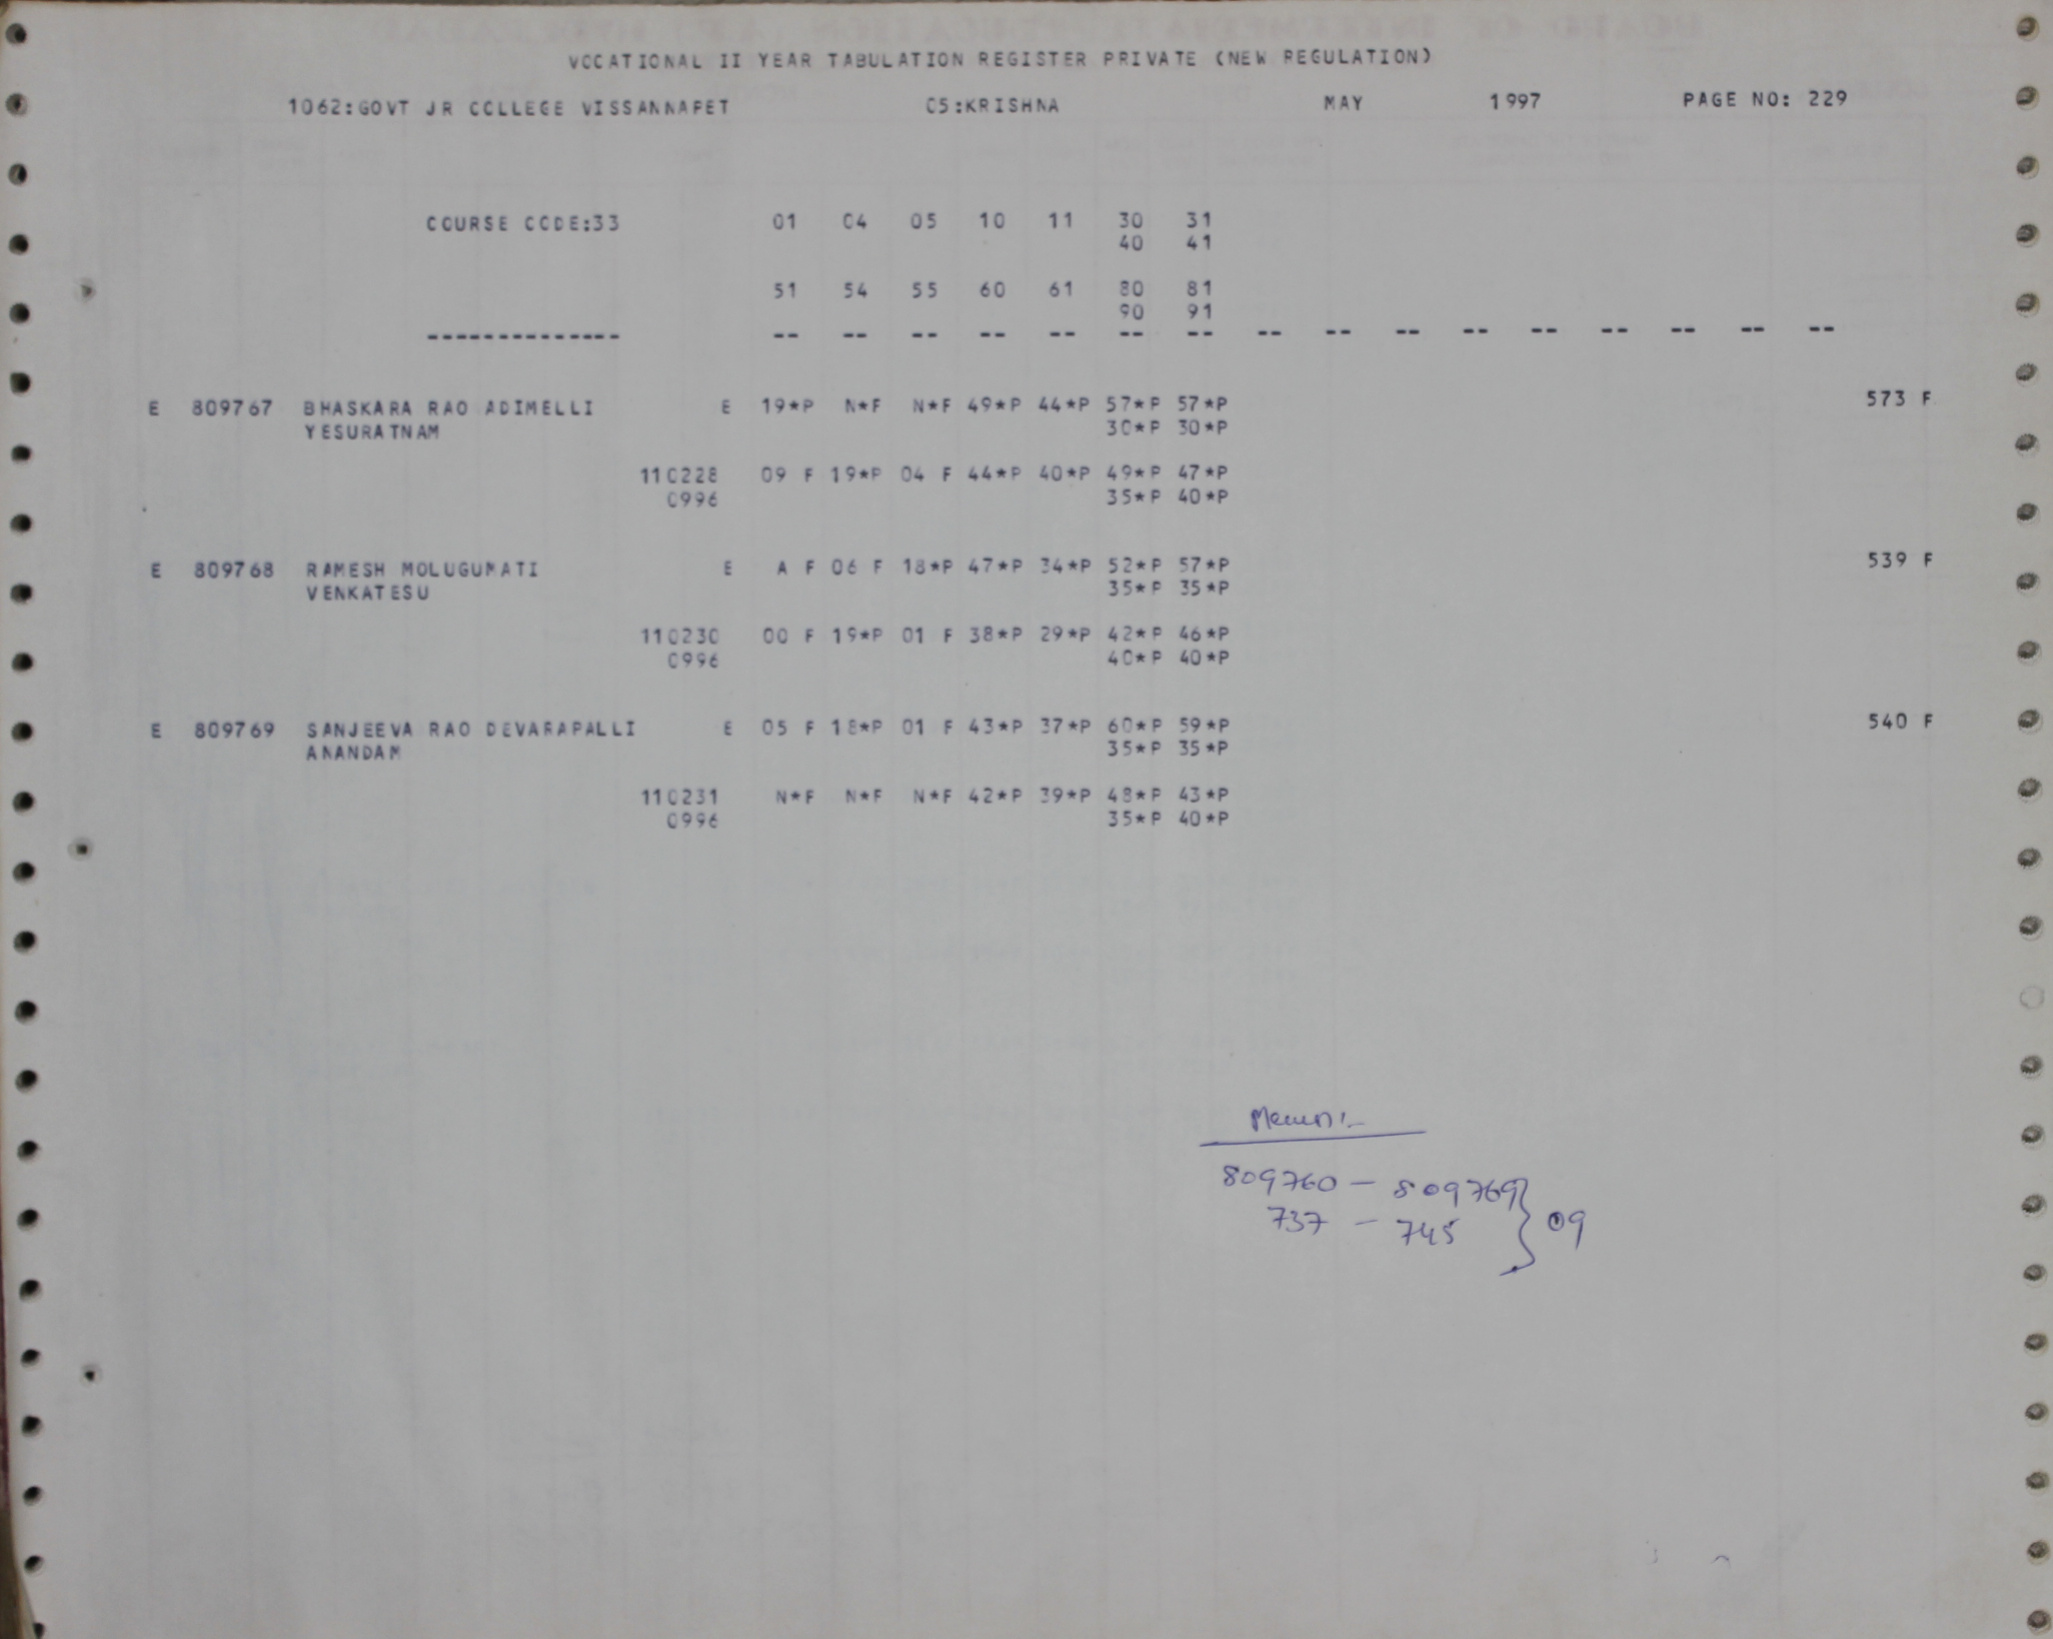 VOCATIONAL II YEAR TABULATION REGISTER PRIVATE (NEW REGULATION)
1062:GOVT JR COLLEGE VISSANNAPET 05:KRISHNA MAY 1997 PAGE NO: 229
COURSE CODE:33 01 04 05 10 11 30 31
40 41
51 54 55 60 61 80 81
90 91
-------------- -- -- -- -- -- -- -- -- -- -- -- -- -- -- -- --
E 809767 BHASKARA RAO ADIMELLI E 19*P N*F N*F 49*P 44*P 57*P 57*P 573 F
YESURATNAM 30*P 30*P
110228 09 F 19*P 04 F 44*P 40*P 49*P 47*P
0996 35*P 40*P
E 809768 RAMESH MOLUGUMATI E A F 06 F 18*P 47*P 34*P 52*P 57*P 539 F
VENKATESU 35*P 35*P
110230 00 F 19*P 01 F 38*P 29*P 42*P 46*P
0996 40*P 40*P
E 809769 SANJEEVA RAO DEVARAPALLI E 05 F 18*P 01 F 43*P 37*P 60*P 59*P 540 F
ANANDAM 35*P 35*P
110231 N*F N*F N*F 42*P 39*P 48*P 43*P
0996 35*P 40*P
809760 - 809769
737 - 745 } 09